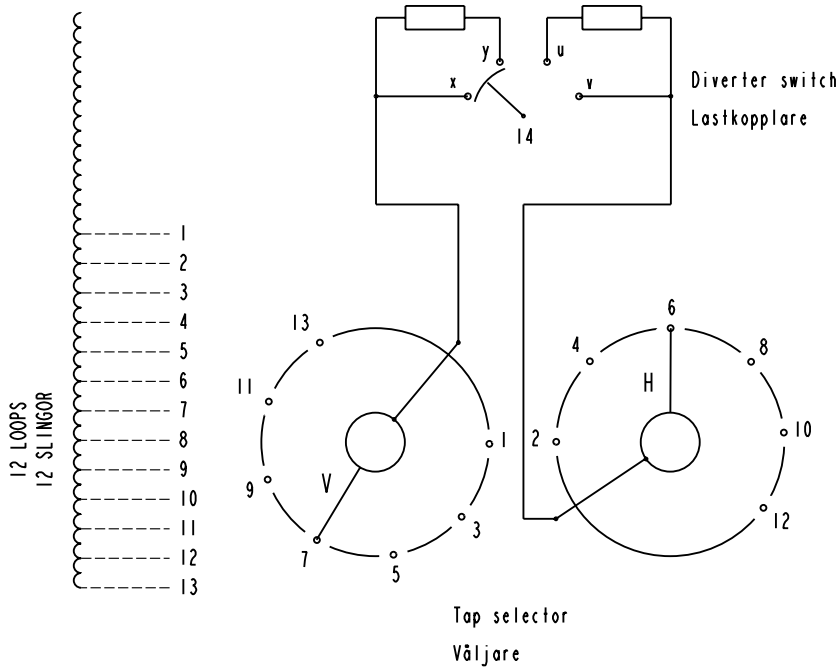 y
u
x
v
14
Diverter switch
Lastkopplare
1
2
3
4
5
6
7
8
9
10
11
12
13
12 LOOPS
12 SLINGOR
13
11
9
7
5
3
1
V
6
4
8
H
2
10
12
Tap selector
Väljare